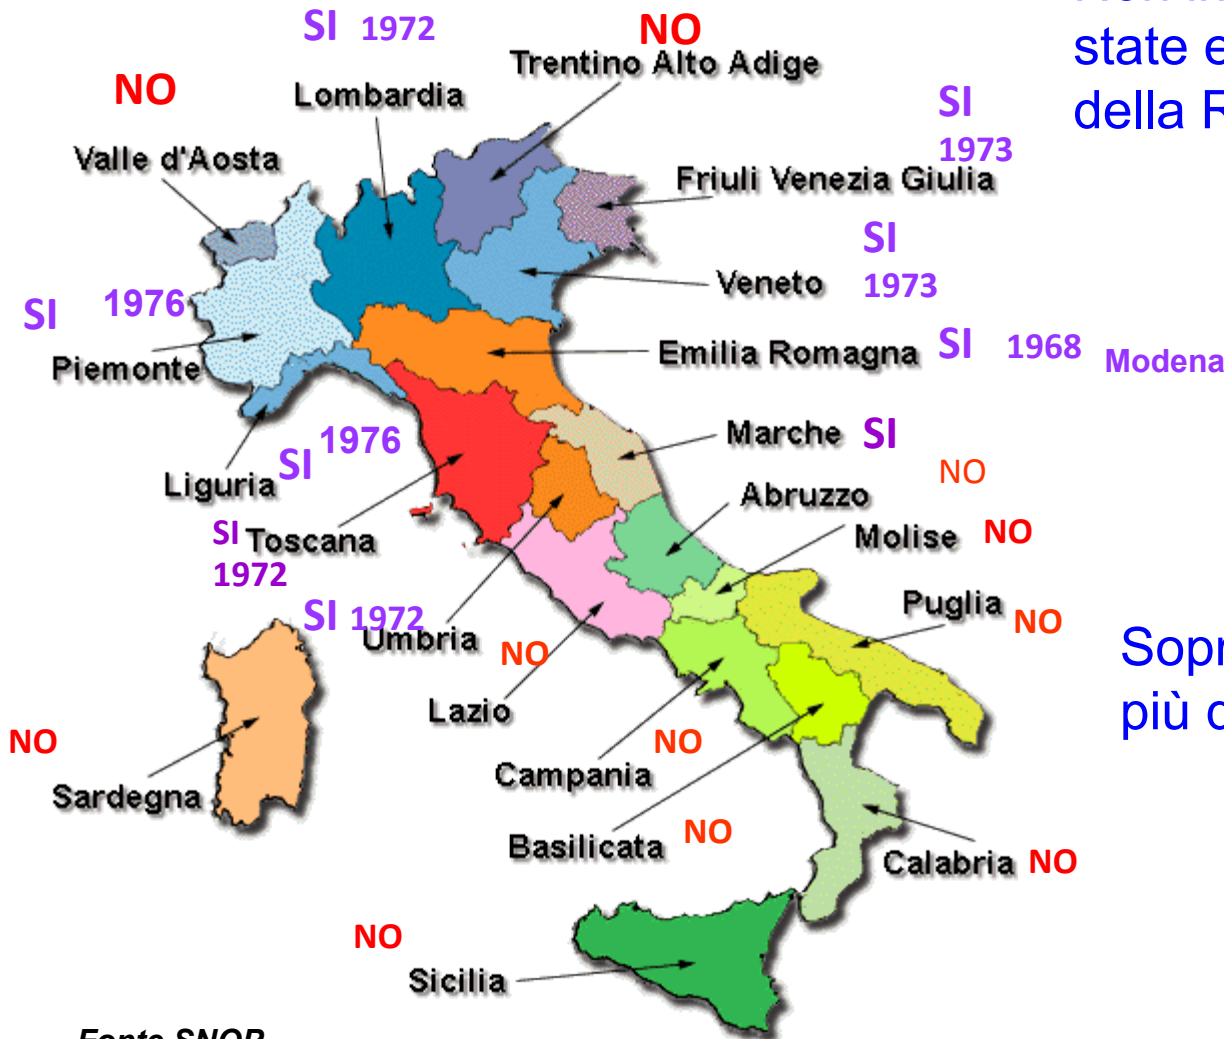 SI 1972
NO
Trentino Alto Adige
state e
della R
NO
Lombardia
SI
1973
Valle d'Aosta
Friuli Venezia Giulia
SI
1973
Veneto
SI 1976
Piemonte
Emilia Romagna SI 1968 Modena
Marche SI
SI 1976
Liguria
NO
Abruzzo
SI Toscana
1972
Molise NO
SI 1972
Umbria
NO
Puglia NO
Sopr
più d
Lazio
NO
Sardegna
NO
Campania
NO
Basilicata
Calabria NO
NO
Sicilia
Fonte SNOP